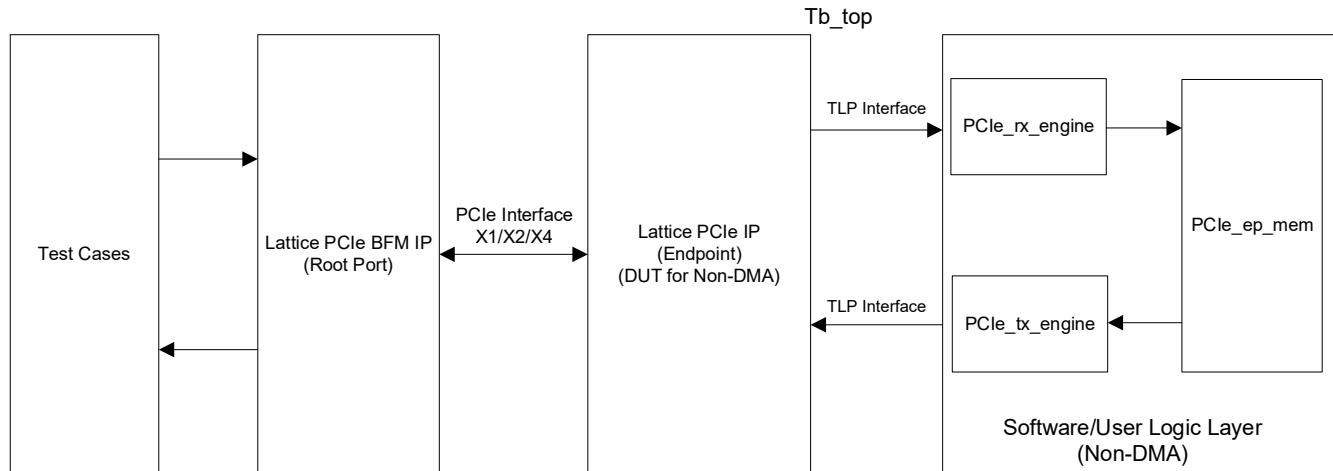 Tb_top
Test Cases
Lattice PCIe BFM IP
(Root Port)
PCIe Interface
X1/X2/X4
Lattice PCIe IP
(Endpoint)
(DUT for Non-DMA)
TLP Interface
TLP Interface
PCIe_rx_engine
PCIe_tx_engine
PCIe_ep_mem
Software/User Logic Layer
(Non-DMA)